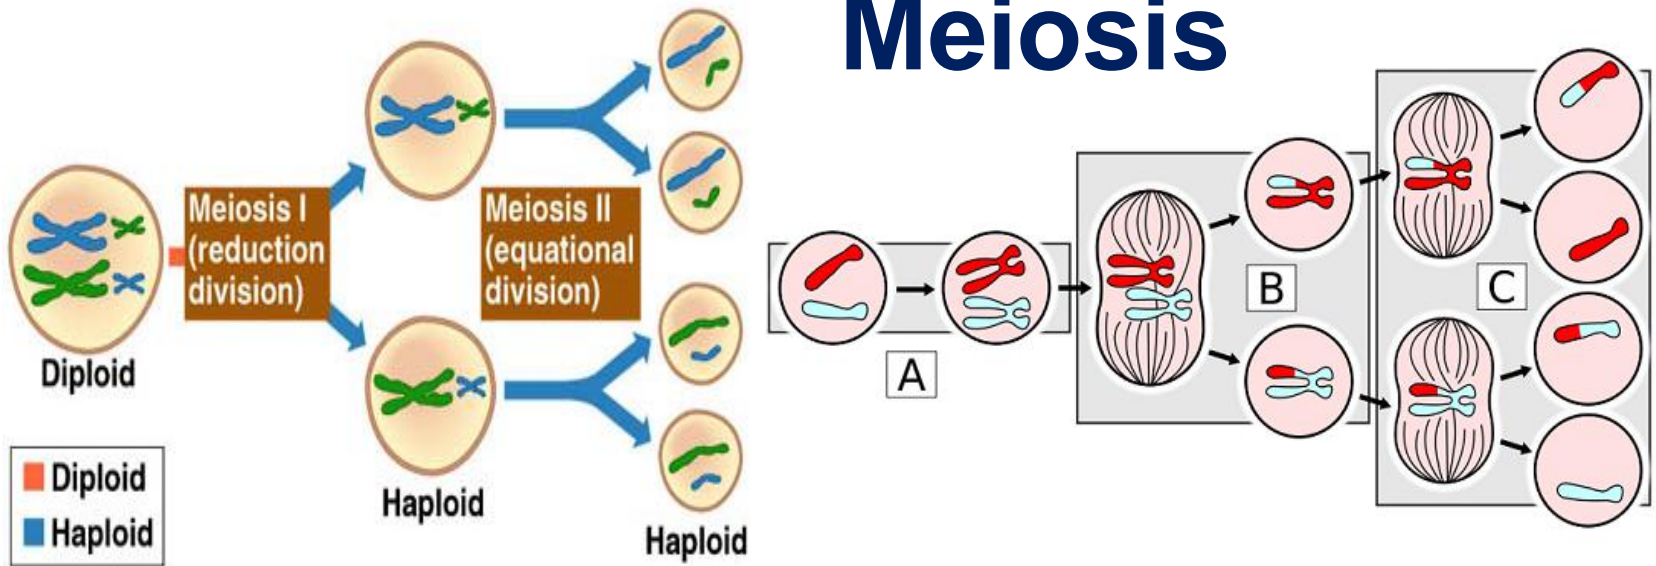 Meiosis
Diploid
Meiosis I
(reduction
division)
Haploid
Meiosis II
(equational
division)
Haploid
Diploid
Haploid
A
B
C